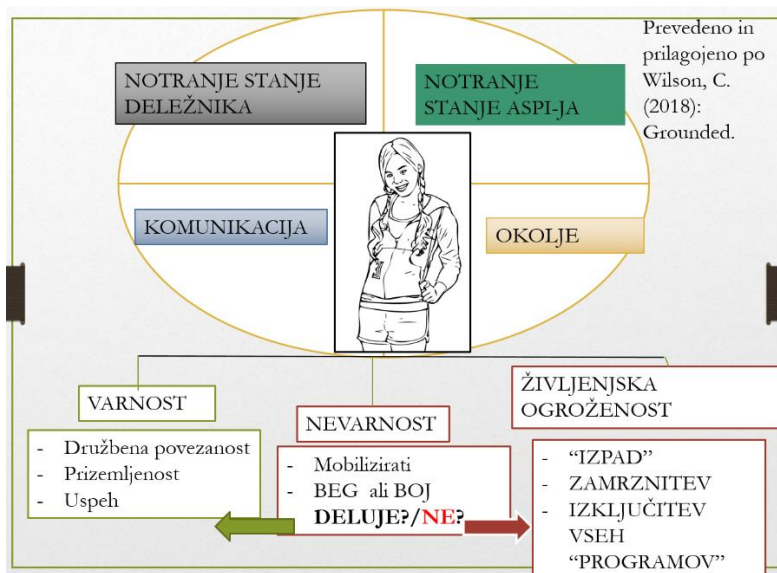 NOTRANJE STANJE
DELEŽNIKA
NOTRANJE
STANJE ASPI-JA
Prevedeno in
prilagojeno po
Wilson, C.
(2018):
Grounded.
KOMUNIKACIJA
OKOLJE
VARNOST
- Družbena povezanost
- Prizemljenost
- Uspeh
NEVARNOST
- Mobilizirati
- BEG ali BOJ
DELUJE?/NE?
ŽIVLJENJSKA
OGROŽENOST
- “IZPAD”
- ZAMRZNITEV
- IZKLJUČITEV
VSEH
“PROGRAMOV”